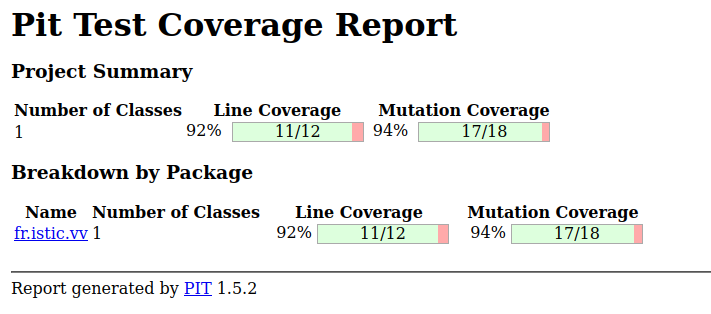 Pit Test Coverage Report
Project Summary
Number of Classes Line Coverage Mutation Coverage
1 92% 11/12 94% 17/18
Breakdown by Package
Name Number of Classes Line Coverage Mutation Coverage
fr.istic.vv 1 92% 11/12 94% 17/18
Report generated by PIT 1.5.2